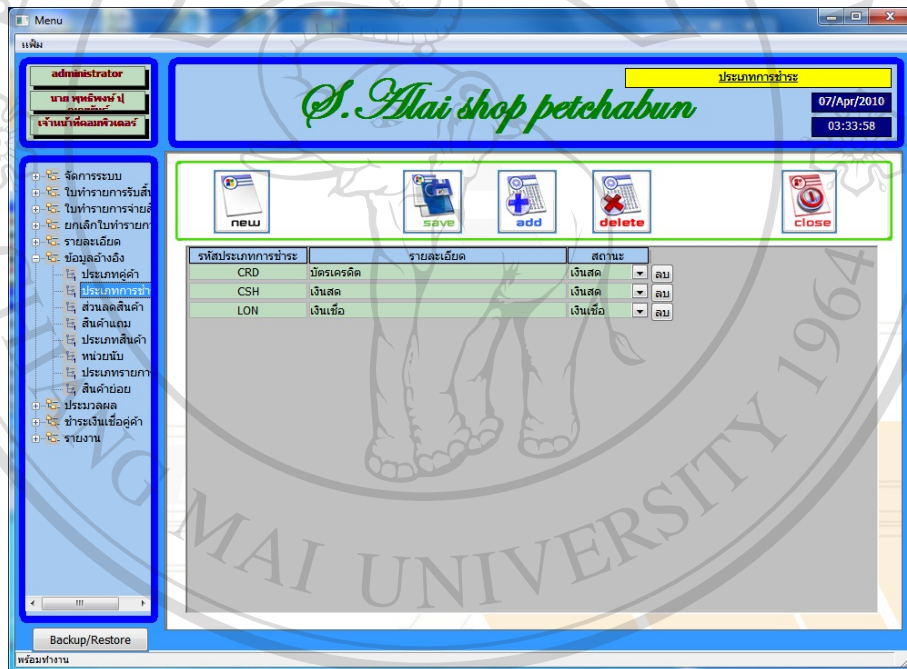 Menu
แฟ้ม
administrator
นาย พุทธิพงษ์ ปุ
เจ้าหน้าที่คอมพิวเตอร์
S.Alai shop petchabun
ประเภทการชำระ
07/Apr/2010
03:33:58
จัดการระบบ
ใบทำรายการรับสิ
ใบทำรายการจ่ายสิ
ยกเลิกใบทำรายก
รายละเอียด
ข้อมูลอ้างอิง
ประเภทคู่ค้า
ประเภทการชำ
ส่วนลดสินค้า
สินค้าแถม
ประเภทสินค้า
หน่วยนับ
ประเภทรายกา
สินค้าย่อย
ประมวลผล
ชำระเงินเชื่อคู่ค้า
รายงาน
new save add delete close
รหัสประเภทการชำระ รายละเอียด สถานะ
CRD บัตรเครดิต เงินสด ลบ
CSH เงินสด เงินสด ลบ
LON เงินเชื่อ เงินเชื่อ ลบ
Backup/Restore
พร้อมทำงาน
CHIANG MAI UNIVERSITY 1964